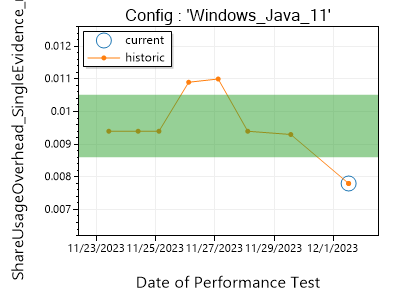 Config : 'Windows_Java_11'
current
historic
0.012
0.011
0.01
0.009
0.008
0.007
ShareUsageOverhead_SingleEvidence_
11/23/2023
11/25/2023
11/27/2023
11/29/2023
12/1/2023
Date of Performance Test